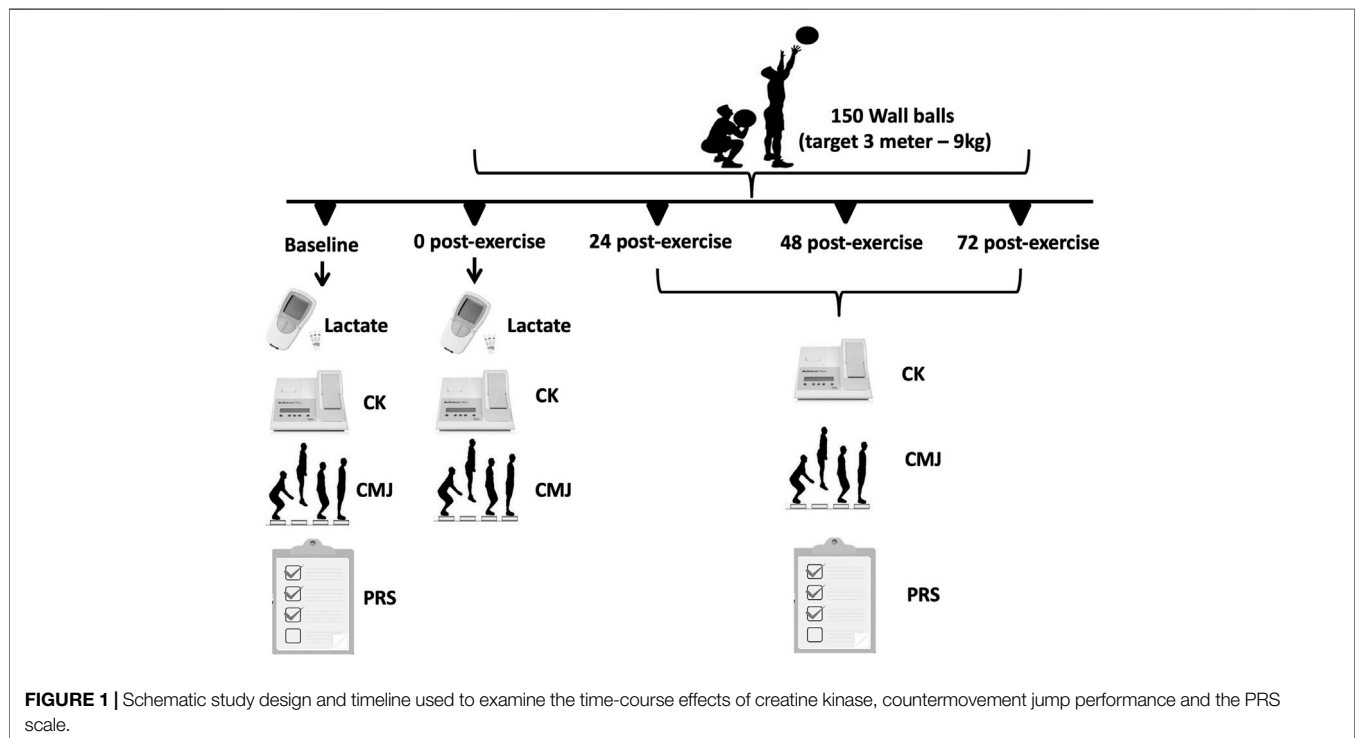 150 Wall balls
(target 3 meter – 9kg)
Baseline
0 post-exercise
24 post-exercise
48 post-exercise
72 post-exercise
Lactate
CK
CMJ
PRS
Lactate
CK
CMJ
CK
CMJ
PRS
FIGURE 1 | Schematic study design and timeline used to examine the time-course effects of creatine kinase, countermovement jump performance and the PRS
scale.